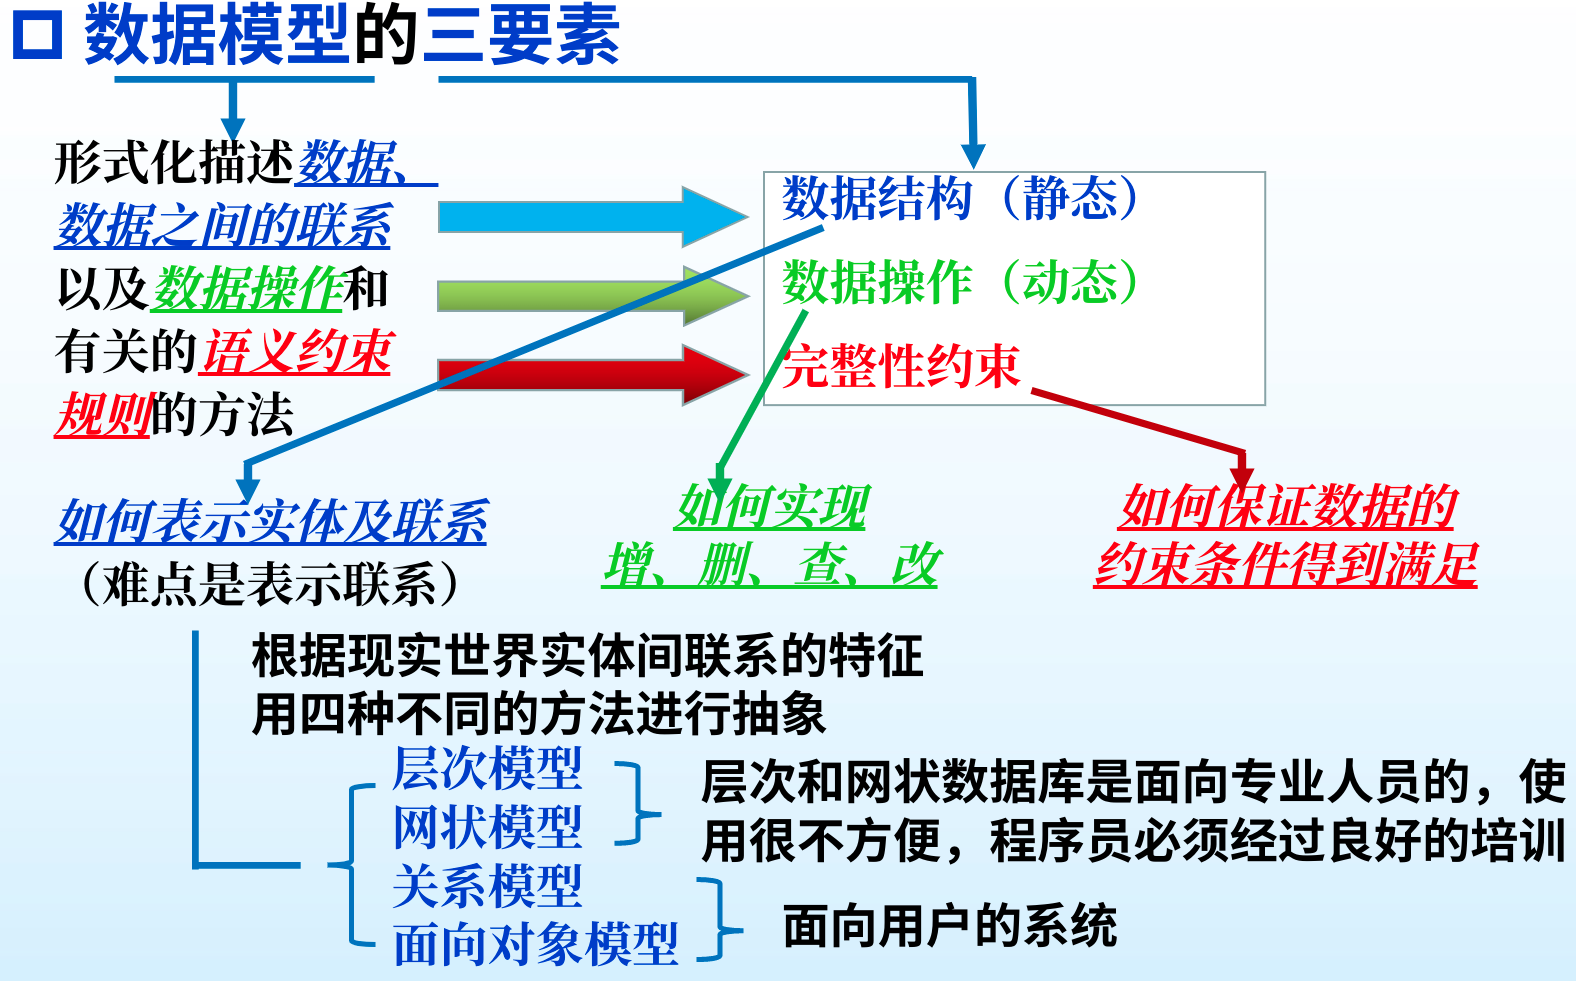 数据模型的三要素
形式化描述数据、
数据之间的联系
以及数据操作和
有关的语义约束
规则的方法
数据结构（静态）
数据操作（动态）
完整性约束
如何表示实体及联系
（难点是表示联系）
如何实现
增、删、查、改
如何保证数据的
约束条件得到满足
根据现实世界实体间联系的特征
用四种不同的方法进行抽象
层次模型
网状模型
关系模型
面向对象模型
层次和网状数据库是面向专业人员的，使
用很不方便，程序员必须经过良好的培训
面向用户的系统